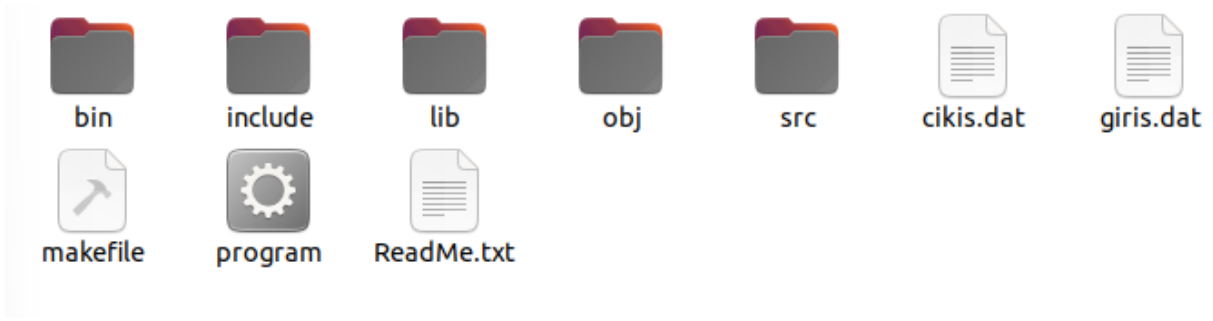 bin include lib obj src cikis.dat giris.dat
makefile program ReadMe.txt